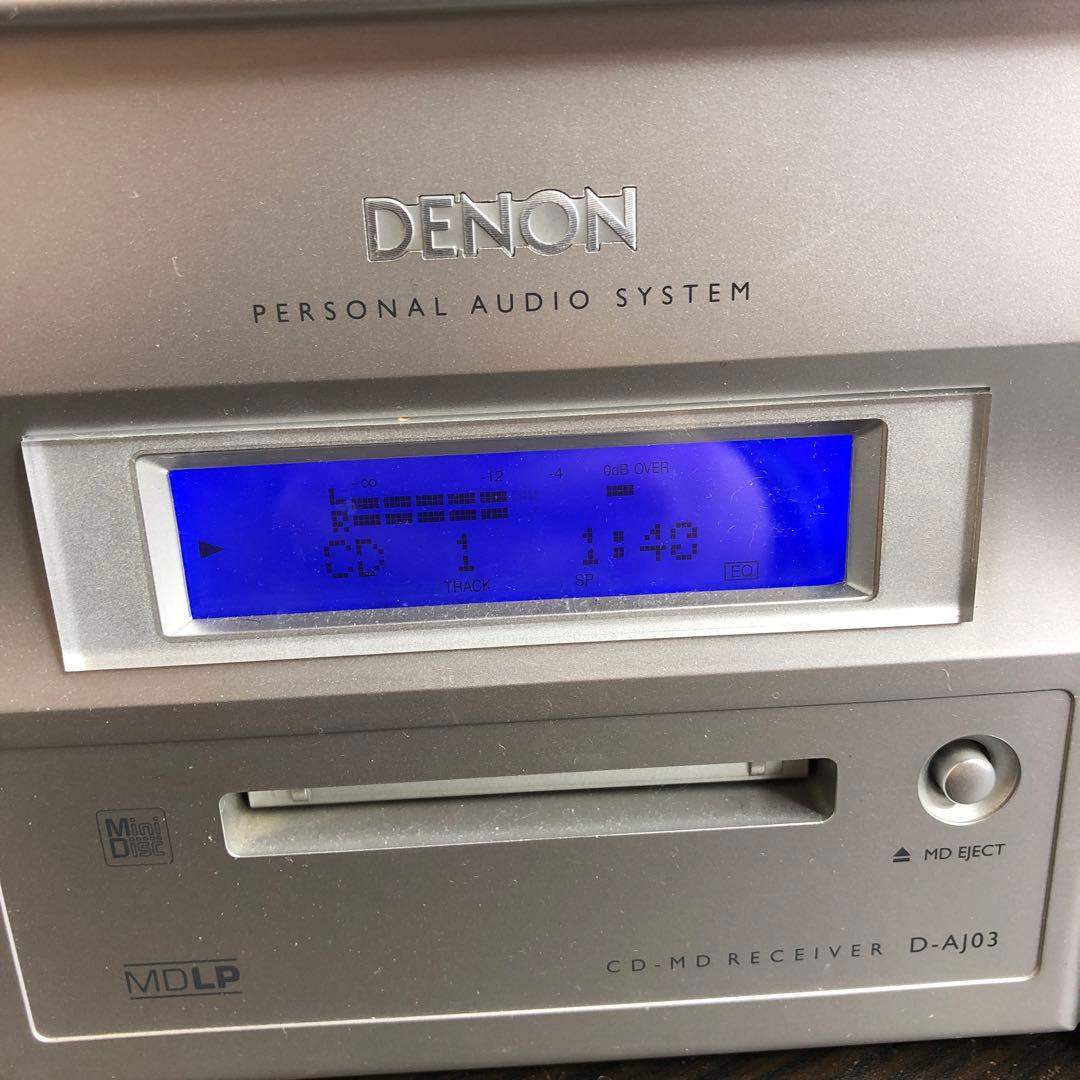 DENON
PERSONAL AUDIO SYSTEM
-∞ -12 -4 0dB OVER
L
R
CD 1 1:48
TRACK SP EQ
Mini
Disc
MD EJECT
CD-MD RECEIVER D-AJ03
MDLP